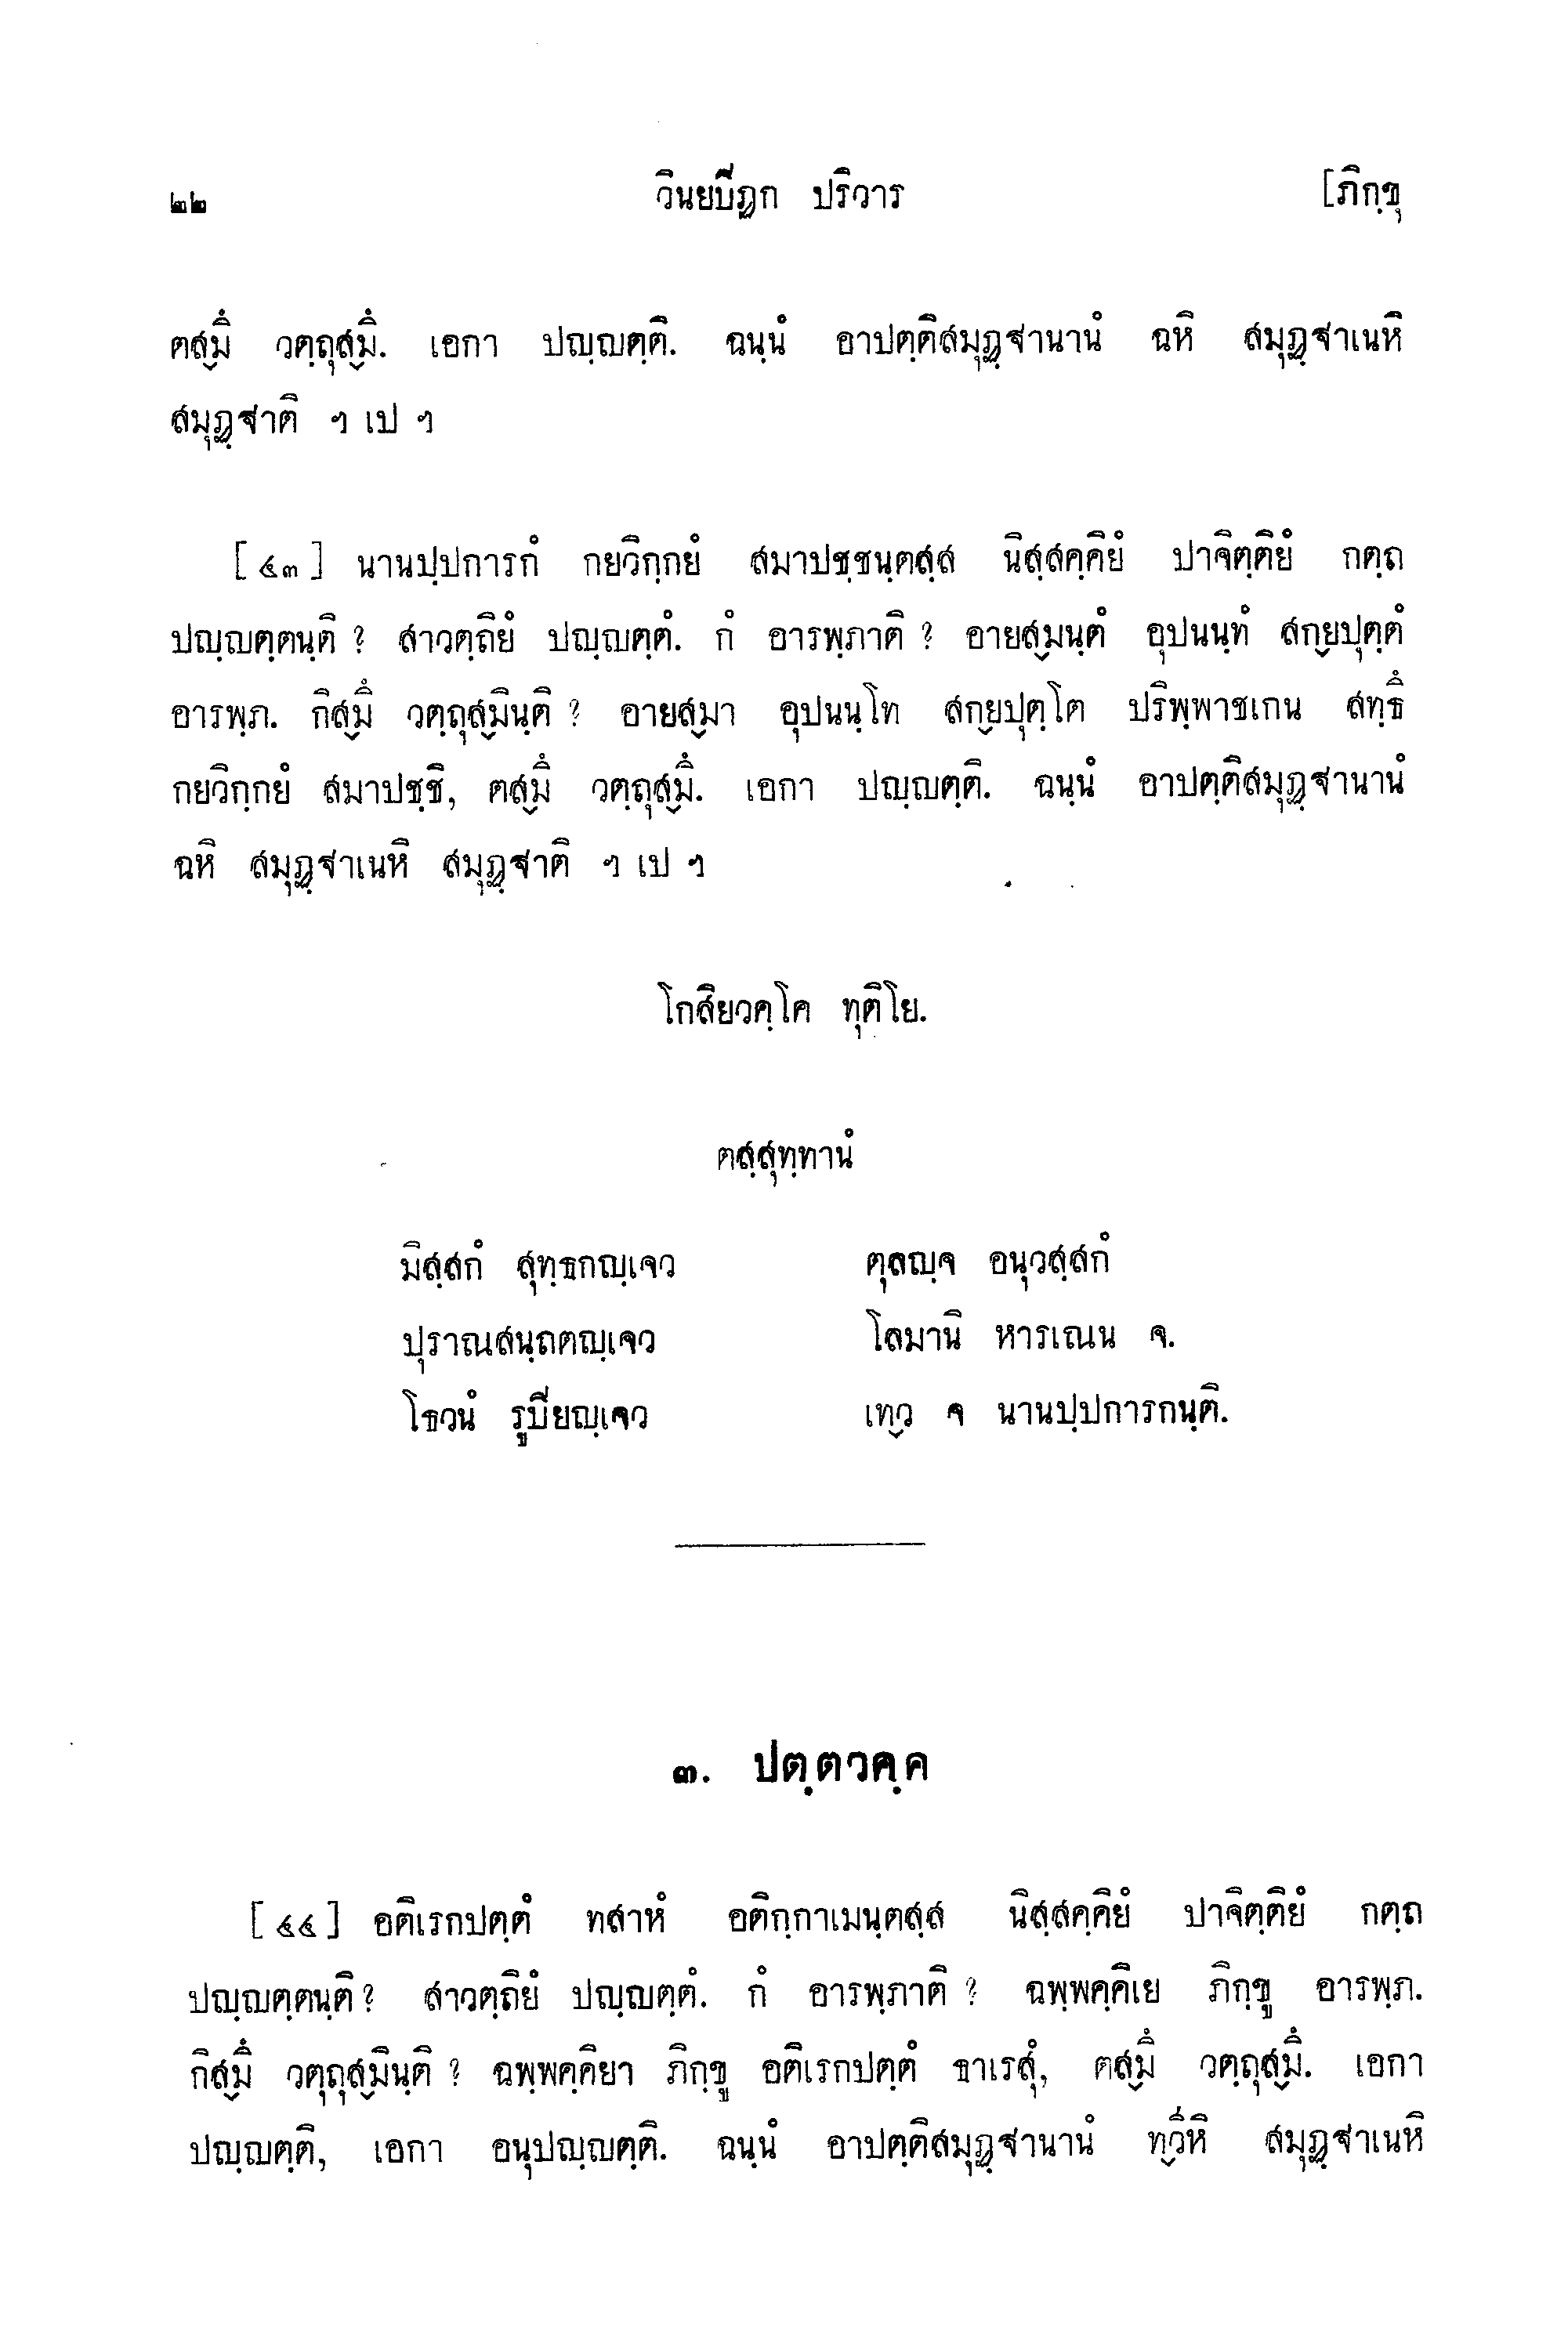 ๒๒ วินยปิฏก ปริวาร [ภิกฺขุ
ตสฺมึ วตฺถุสฺมึ. เอกา ปญฺญตฺติ. ฉนฺนํ อาปตฺติสมุฏฺฐานานํ ฉหิ สมุฏฺฐาเนหิ
สมุฏฺฐาติ ฯ เป ฯ
[๕๓] นานปฺปการกํ กยวิกฺกยํ สมาปชฺชนฺตสฺส นิสฺสคฺคิยํ ปาจิตฺติยํ กตฺถ
ปญฺญตฺตนฺติ ? สาวตฺถิยํ ปญฺญตฺตํ. กํ อารพฺภาติ ? อายสฺมนฺตํ อุปนนฺทํ สกฺยปุตฺตํ
อารพฺภ. กิสฺมึ วตฺถุสฺมินฺติ ? อายสฺมา อุปนนฺโท สกฺยปุตฺโต ปริพฺพาชเกน สทฺธึ
กยวิกฺกยํ สมาปชฺชิ, ตสฺมึ วตฺถุสฺมึ. เอกา ปญฺญตฺติ. ฉนฺนํ อาปตฺติสมุฏฺฐานานํ
ฉหิ สมุฏฺฐาเนหิ สมุฏฺฐาติ ฯ เป ฯ
โกสิยวคฺโค ทุติโย.
ตสฺสุทฺทานํ
มิสฺสกํ สุทฺธกญฺเจว ตุลญฺจ อนุวสฺสกํ
ปุราณสนฺถตญฺเจว โลมานิ หารเณน จ.
โธวนํ รูปิยญฺเจว เทฺว จ นานปฺปการกนฺติ.
๓. ปตฺตวคฺค
[๕๔] อติเรกปตฺตํ ทสาหํ อติกฺกาเมนฺตสฺส นิสฺสคฺคิยํ ปาจิตฺติยํ กตฺถ
ปญฺญตฺตนฺติ ? สาวตฺถิยํ ปญฺญตฺตํ. กํ อารพฺภาติ ? ฉพฺพคฺคิเย ภิกฺขู อารพฺภ.
กิสฺมึ วตฺถุสฺมินฺติ ? ฉพฺพคฺคิยา ภิกฺขู อติเรกปตฺตํ ธาเรสุํ, ตสฺมึ วตฺถุสฺมึ. เอกา
ปญฺญตฺติ, เอกา อนุปญฺญตฺติ. ฉนฺนํ อาปตฺติสมุฏฺฐานานํ ทฺวีหิ สมุฏฺฐาเนหิ